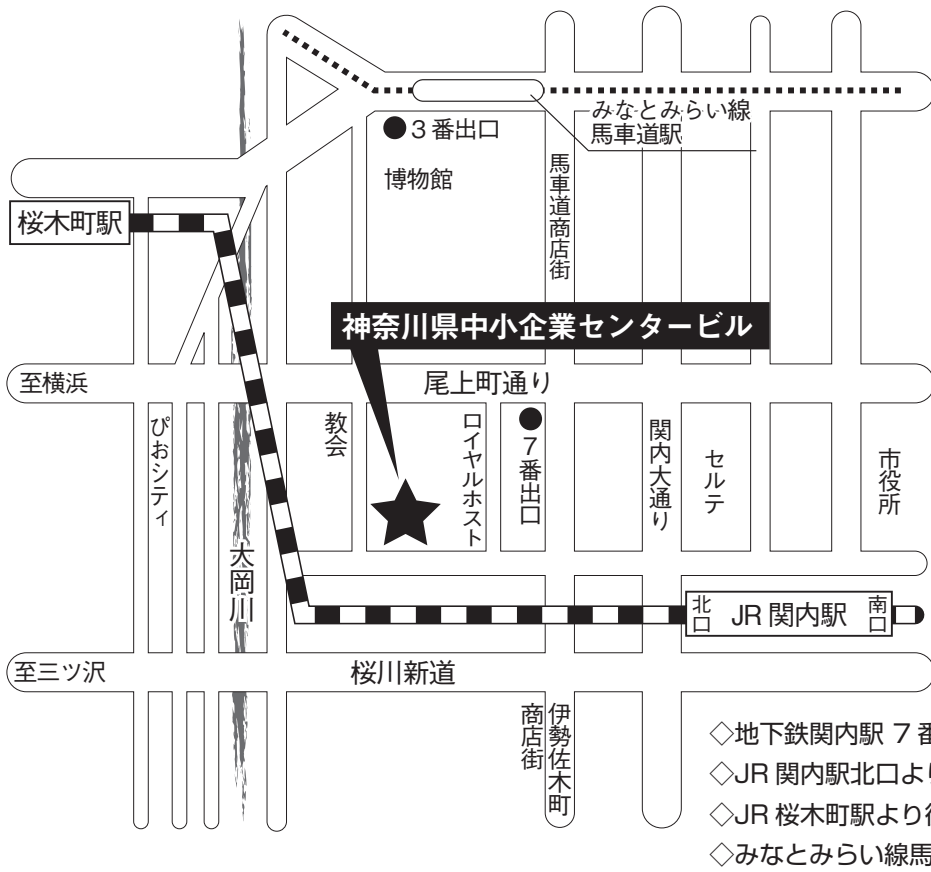 みなとみらい線
馬車道駅
3番出口
博物館
馬車道商店街
桜木町駅
神奈川県中小企業センタービル
至横浜
尾上町通り
ぴおシティ
教会
ロイヤルホスト
7番出口
関内大通り
セルテ
市役所
大岡川
北口
JR関内駅
南口
至三ツ沢
桜川新道
伊勢佐木町
商店街
◇地下鉄関内駅 7番
◇JR関内駅北口より
◇JR桜木町駅より
◇みなとみらい線馬